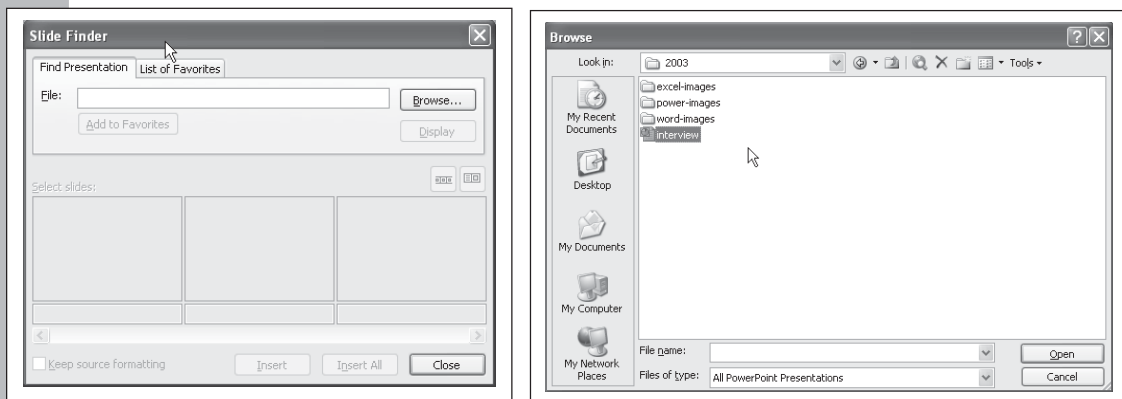 Slide Finder
Find Presentation List of Favorites
File: Browse...
Add to Favorites Display
Select slides:
Keep source formatting Insert Insert All Close
Browse
Look in: 2003 Tools
My Recent Documents
Desktop
My Documents
My Computer
My Network Places
excel-images
power-images
word-images
interview
File name: Open
Files of type: All PowerPoint Presentations Cancel